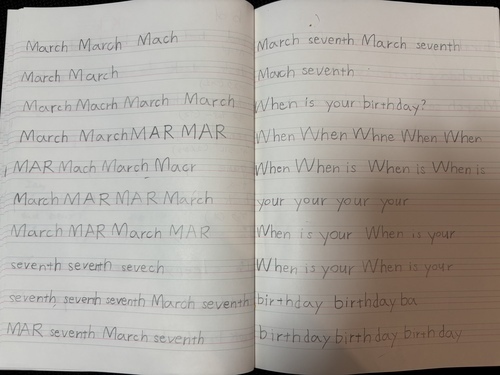 March March Mach
March March
March Macrh March March
March March MAR MAR
MAR Mach March Macr
March MAR MAR March
March MAR March MAR
seventh seventh sevech
seventh, seventh seventh March seventh
MAR seventh March seventh
March seventh March seventh
March seventh
When is your birthday?
When When Whne When When
When When is When is When is
your your your your
When is your When is your
When is your When is your
birthday birthday ba
birthday birthday birthday